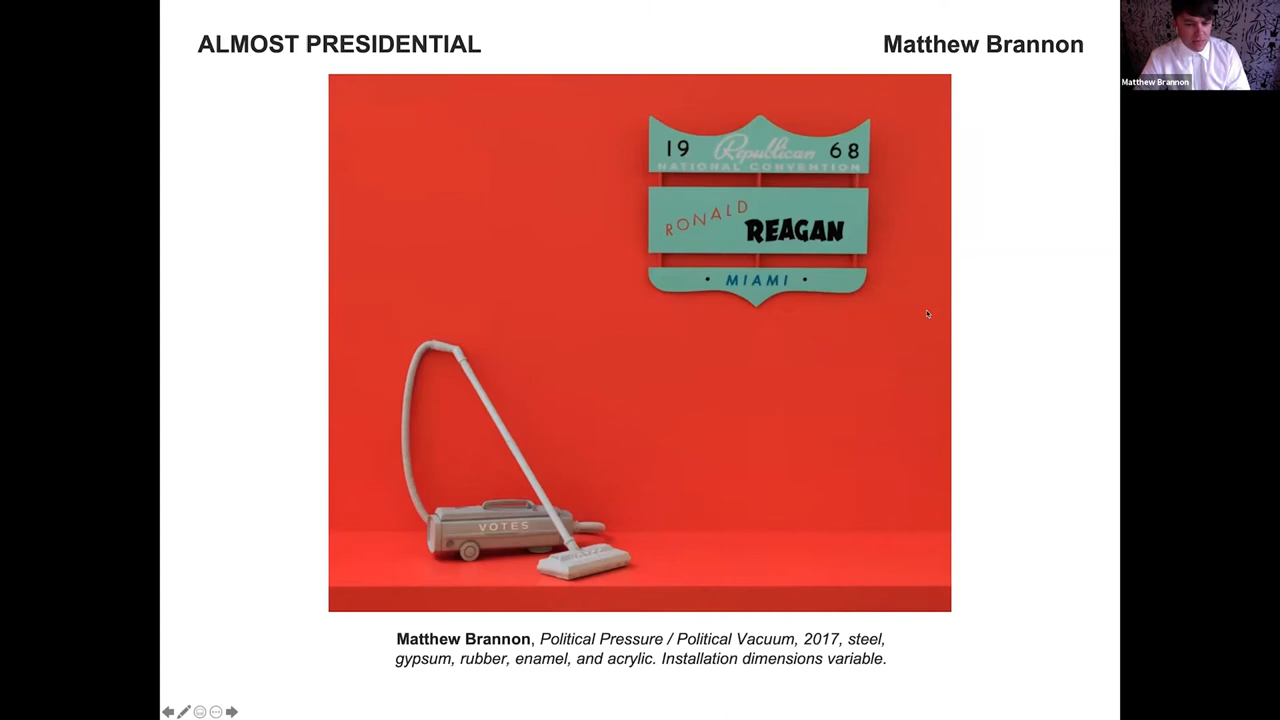 ALMOST PRESIDENTIAL
Matthew Brannon
Matthew Brannon
19 Republican 68
NATIONAL CONVENTION
RONALD REAGAN
• MIAMI •
VOTES
Matthew Brannon, Political Pressure / Political Vacuum, 2017, steel,
gypsum, rubber, enamel, and acrylic. Installation dimensions variable.